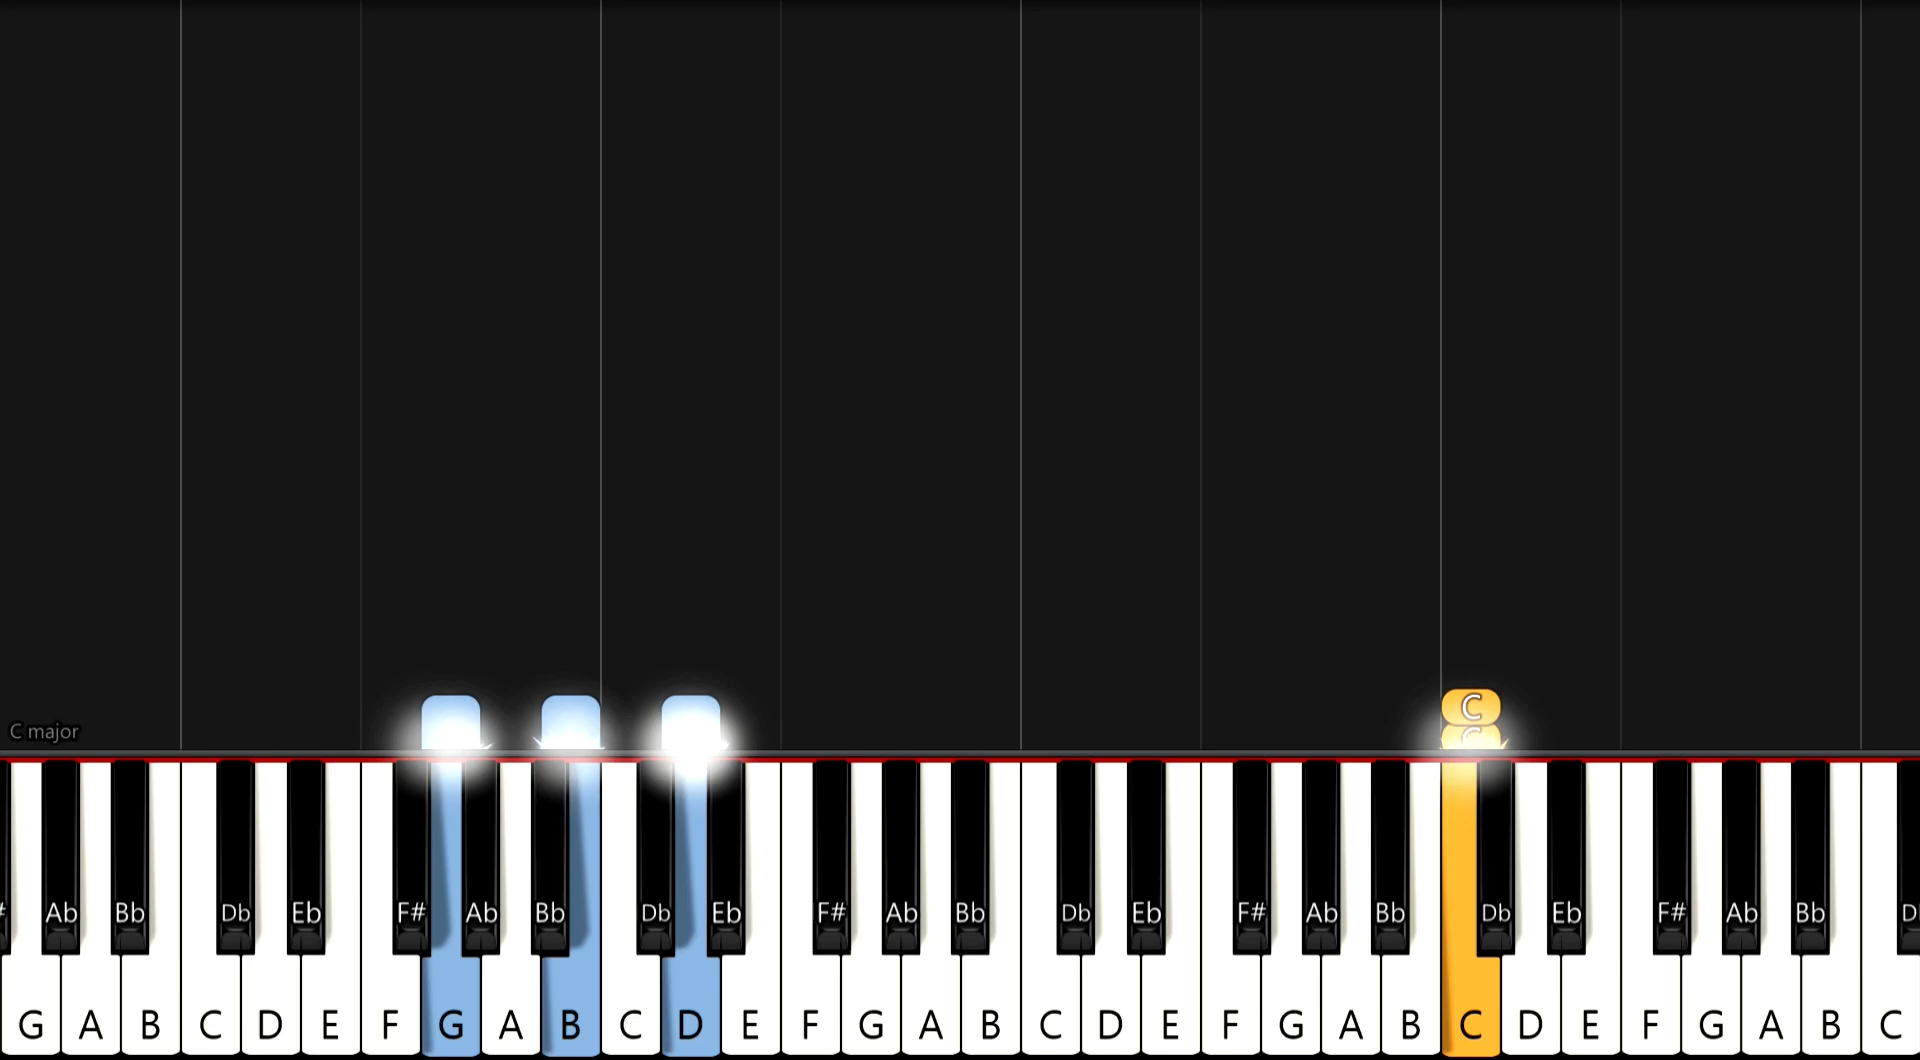 C
C
C major
# Ab Bb Db Eb F# Ab Bb Db Eb F# Ab Bb Db Eb F# Ab Bb Db Eb F# Ab Bb D
G A B C D E F G A B C D E F G A B C D E F G A B C D E F G A B C